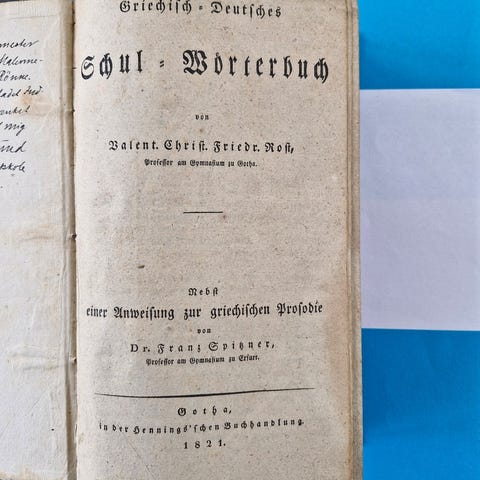 Griechisch-Deutsches
Schul-Wörterbuch
von
Valent. Christ. Friedr. Rost,
Professor am Gymnasium zu Gotha.
Nebst
einer Anweisung zur griechischen Prosodie
von
Dr. Franz Spitzner,
Professor am Gymnasium zu Erfurt.
Gotha,
in der Hennings'schen Buchhandlung.
1821.